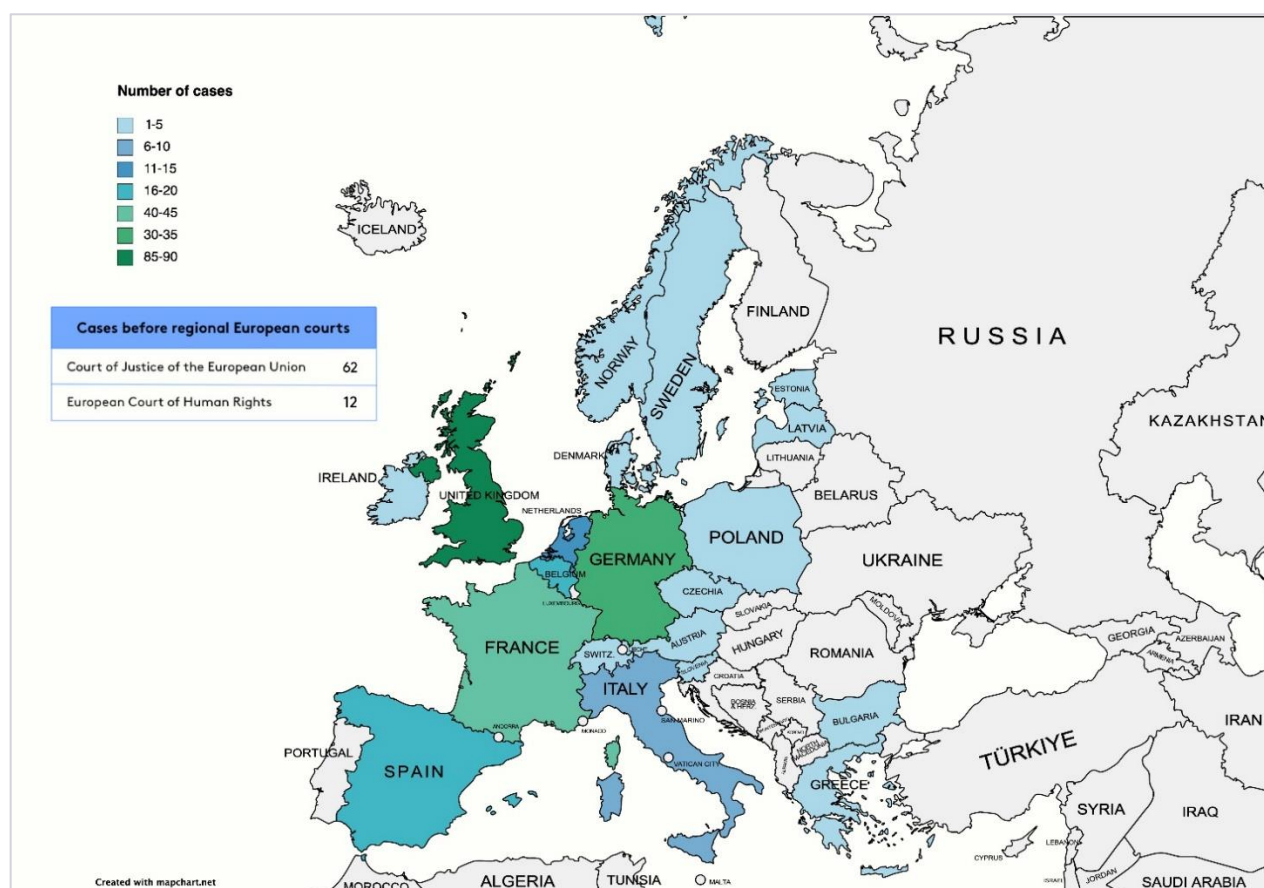 Number of cases
1-5
6-10
11-15
16-20
40-45
30-35
85-90
ICELAND
Cases before regional European courts
Court of Justice of the European Union 62
European Court of Human Rights 12
NORWAY
SWEDEN
FINLAND
RUSSIA
ESTONIA
LATVIA
LITHUANIA
KAZAKHSTAN
DENMARK
IRELAND
UNITED KINGDOM
NETHERLANDS
BELARUS
POLAND
GERMANY
BELGIUM
LUXEMBOURG
UKRAINE
CZECHIA
SLOVAKIA
MOLDOVA
FRANCE
SWITZ.
AUSTRIA
HUNGARY
ROMANIA
SLOVENIA
CROATIA
ITALY
BOSNIA
& HERZ.
SERBIA
GEORGIA
AZERBAIJAN
ARMENIA
SAN MARINO
ANDORRA
MONACO
BULGARIA
NORTH
MACEDONIA
PORTUGAL
SPAIN
VATICAN CITY
GREECE
TÜRKIYE
IRAN
SYRIA
IRAQ
CYPRUS
LEBANON
ISRAEL
JORDAN
SAUDI ARABIA
MALTA
MOROCCO
ALGERIA
TUNISIA
Created with mapchart.net